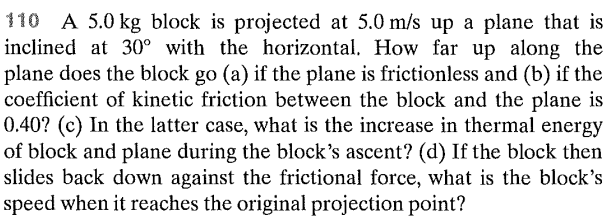 110 A 5.0 kg block is projected at 5.0 m/s up a plane that is
inclined at 30° with the horizontal. How far up along the
plane does the block go (a) if the plane is frictionless and (b) if the
coefficient of kinetic friction between the block and the plane is
0.40? (c) In the latter case, what is the increase in thermal energy
of block and plane during the block's ascent? (d) If the block then
slides back down against the frictional force, what is the block's
speed when it reaches the original projection point?